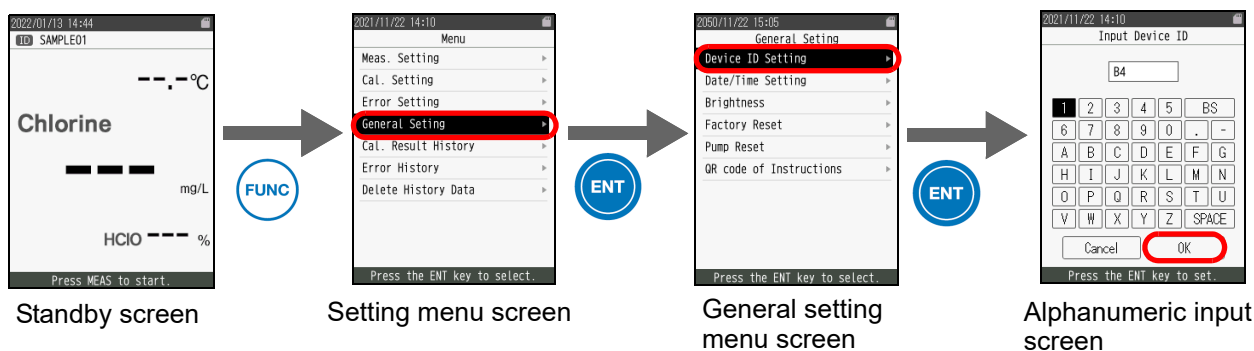 2022/01/13 14:44
ID SAMPLE01
--.-℃
Chlorine
---
mg/L
HClO --- %
Press MEAS to start.
Standby screen
FUNC
2021/11/22 14:10
Menu
Meas. Setting
Cal. Setting
Error Setting
General Seting
Cal. Result History
Error History
Delete History Data
Press the ENT key to select.
Setting menu screen
ENT
2050/11/22 15:05
General Seting
Device ID Setting
Date/Time Setting
Brightness
Factory Reset
Pump Reset
QR code of Instructions
Press the ENT key to select.
General setting
menu screen
ENT
2021/11/22 14:10
Input Device ID
B4
1 2 3 4 5 BS
6 7 8 9 0 . -
A B C D E F G
H I J K L M N
O P Q R S T U
V W X Y Z SPACE
Cancel OK
Press the ENT key to set.
Alphanumeric input
screen